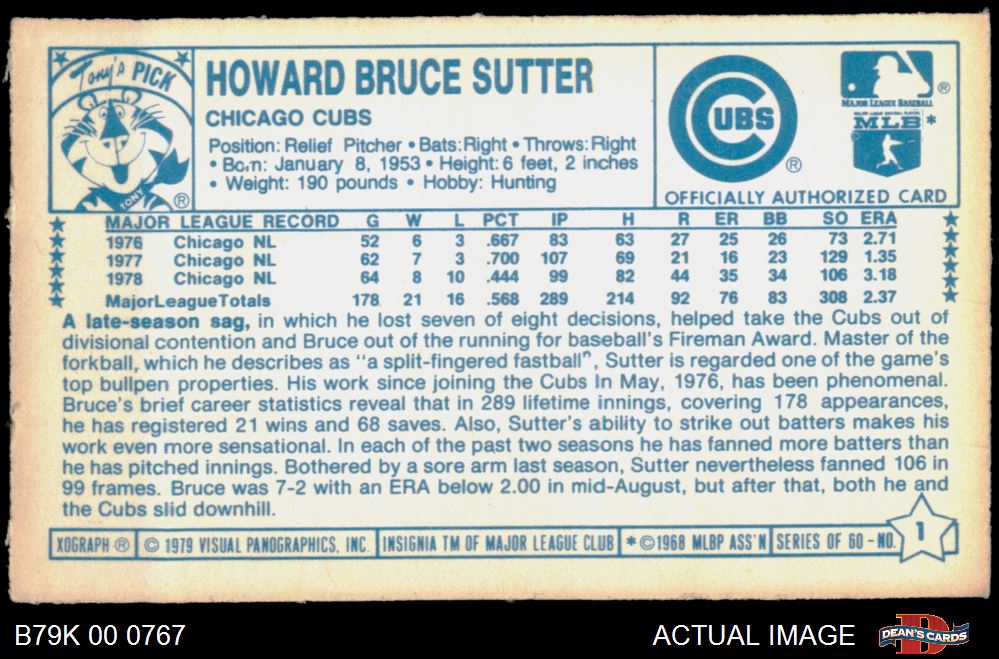 Tony's PICK
TONY
®
HOWARD BRUCE SUTTER
CHICAGO CUBS
Position: Relief Pitcher • Bats:Right • Throws:Right
• Born: January 8, 1953 • Height: 6 feet, 2 inches
• Weight: 190 pounds • Hobby: Hunting
CUBS
®
®
MAJOR LEAGUE BASEBALL
MAJOR LEAGUE BASEBALL PLAYERS
MLB *
OFFICIALLY AUTHORIZED CARD
MAJOR LEAGUE RECORD G W L PCT IP H R ER BB SO ERA
1976 Chicago NL 52 6 3 .667 83 63 27 25 26 73 2.71
1977 Chicago NL 62 7 3 .700 107 69 21 16 23 129 1.35
1978 Chicago NL 64 8 10 .444 99 82 44 35 34 106 3.18
MajorLeagueTotals 178 21 16 .568 289 214 92 76 83 308 2.37
A late-season sag, in which he lost seven of eight decisions, helped take the Cubs out of
divisional contention and Bruce out of the running for baseball's Fireman Award. Master of the
forkball, which he describes as "a split-fingered fastball", Sutter is regarded one of the game's
top bullpen properties. His work since joining the Cubs in May, 1976, has been phenomenal.
Bruce's brief career statistics reveal that in 289 lifetime innings, covering 178 appearances,
he has registered 21 wins and 68 saves. Also, Sutter's ability to strike out batters makes his
work even more sensational. In each of the past two seasons he has fanned more batters than
he has pitched innings. Bothered by a sore arm last season, Sutter nevertheless fanned 106 in
99 frames. Bruce was 7-2 with an ERA below 2.00 in mid-August, but after that, both he and
the Cubs slid downhill.
XOGRAPH ® © 1979 VISUAL PANOGRAPHICS, INC. INSIGNIA TM OF MAJOR LEAGUE CLUB * ©1968 MLBP ASS'N SERIES OF 60 - NO. 1
B79K 00 0767
ACTUAL IMAGE
D
DEAN'S CARDS